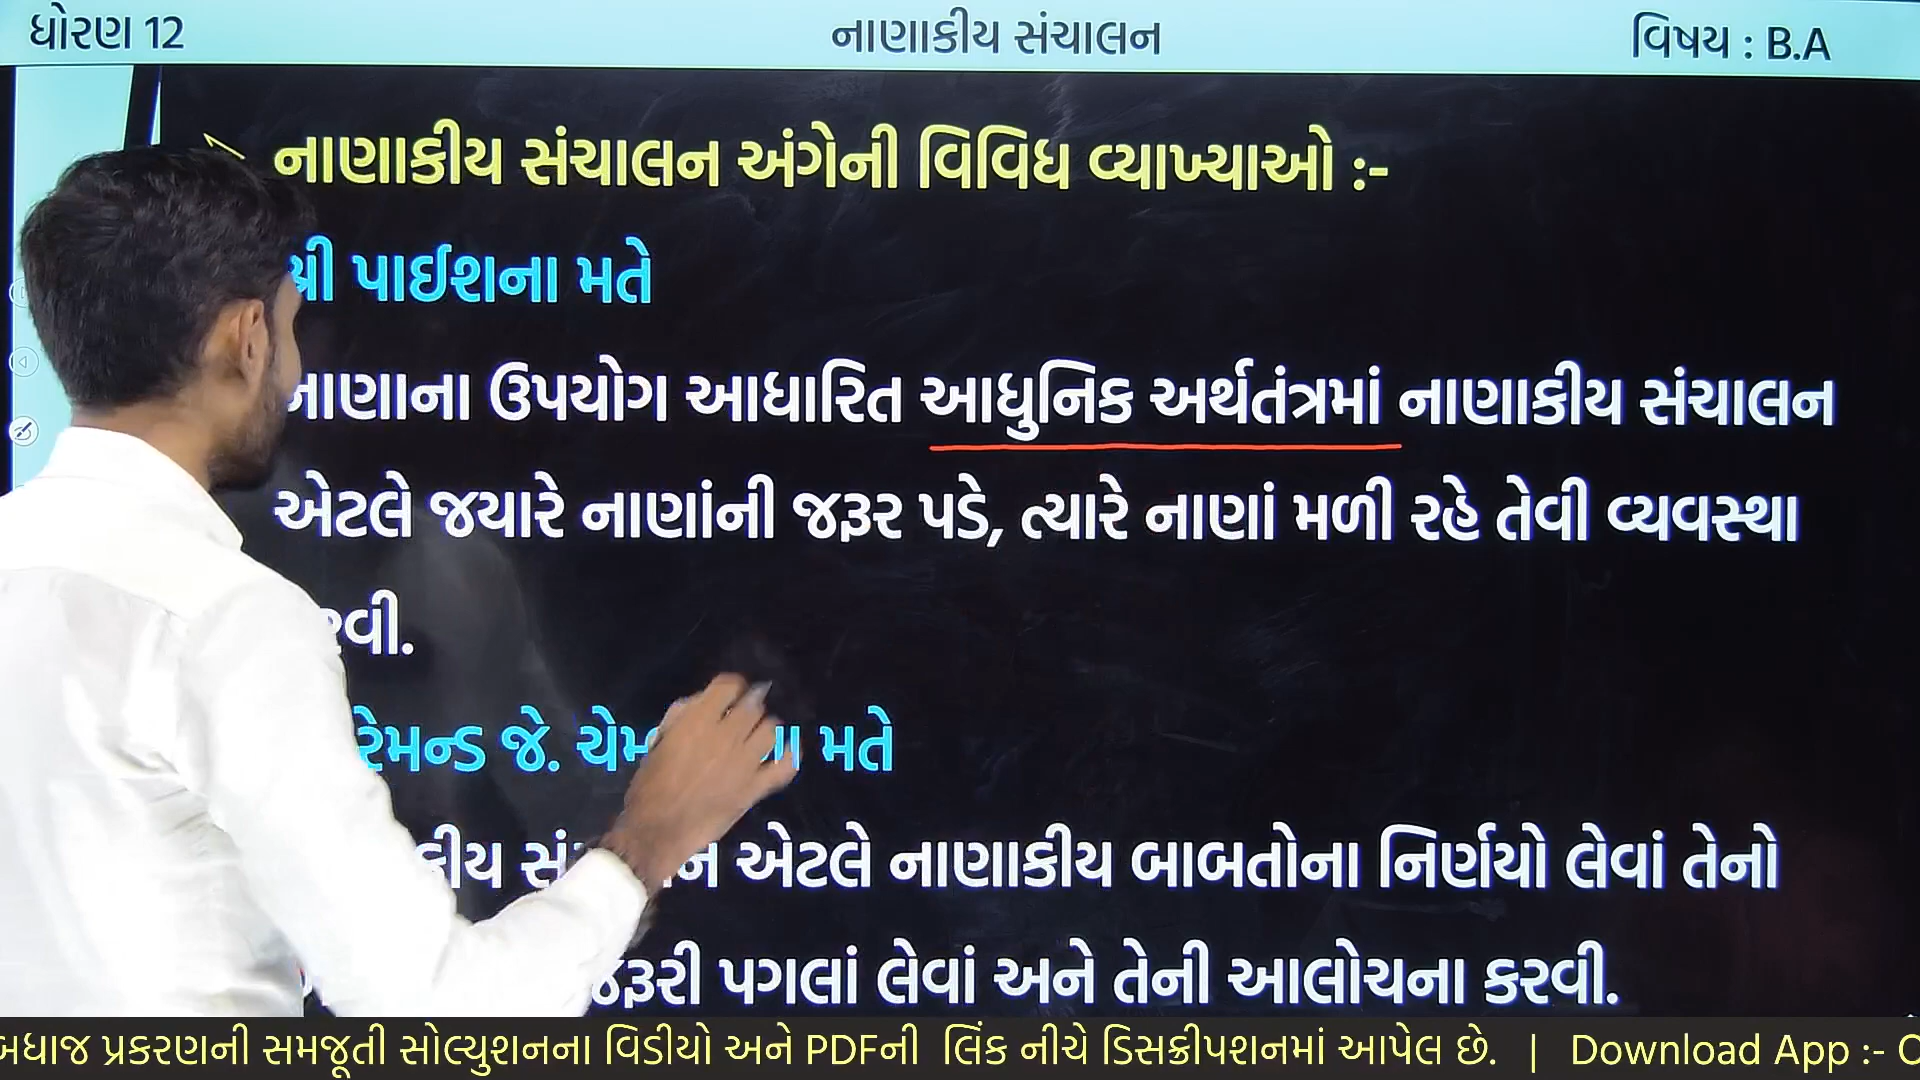 ધોરણ 12
નાણાકીય સંચાલન
વિષય : B.A
નાણાકીય સંચાલન અંગેની વિવિધ વ્યાખ્યાઓ :-
શ્રી પાઈશના મતે
નાણાના ઉપયોગ આધારિત આધુનિક અર્થતંત્રમાં નાણાકીય સંચાલન
એટલે જયારે નાણાંની જરૂર પડે, ત્યારે નાણાં મળી રહે તેવી વ્યવસ્થા
જે. મતે
એટલે નાણાકીય બાબતોના નિર્ણયો લેવાં તેનો
જરૂરી પગલાં લેવાં અને તેની આલોચના કરવી.
બધાજ પ્રકરણની સમજૂતી સોલ્યુશનના વિડીયો અને PDFની લિંક નીચે ડિસક્રીપશનમાં આપેલ છે. | Download App :-